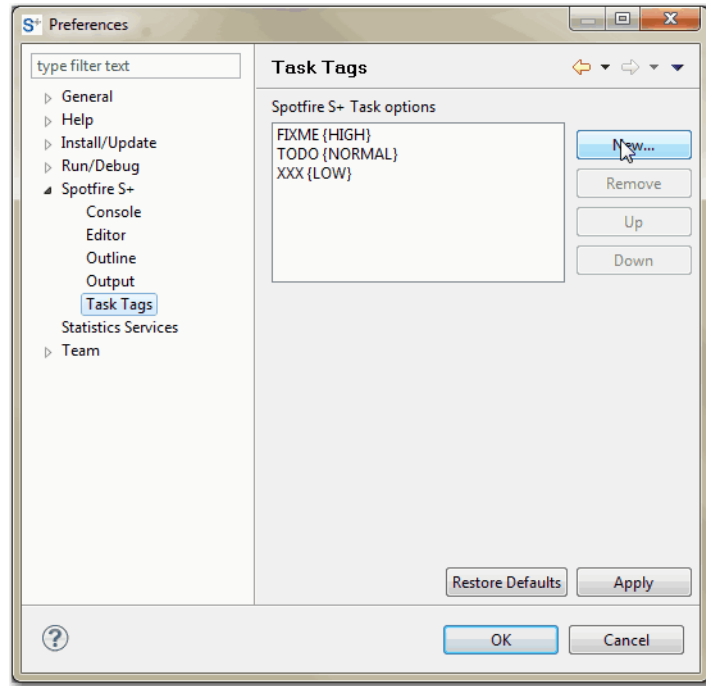 S+ Preferences
type filter text
General
Help
Install/Update
Run/Debug
Spotfire S+
Console
Editor
Outline
Output
Task Tags
Statistics Services
Team
Task Tags
Spotfire S+ Task options
FIXME {HIGH}
TODO {NORMAL}
XXX {LOW}
New...
Remove
Up
Down
Restore Defaults
Apply
?
OK
Cancel